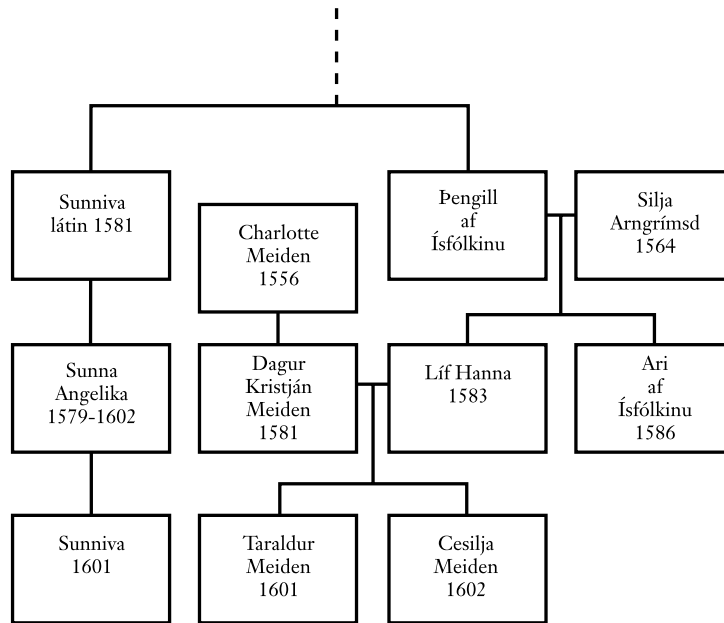 Sunniva
látin 1581
Charlotte
Meiden
1556
Þengill
af
Ísfólkinu
Silja
Arngrímsd
1564
Sunna
Angelika
1579-1602
Dagur
Kristján
Meiden
1581
Líf Hanna
1583
Ari
af
Ísfólkinu
1586
Sunniva
1601
Taraldur
Meiden
1601
Cesilja
Meiden
1602